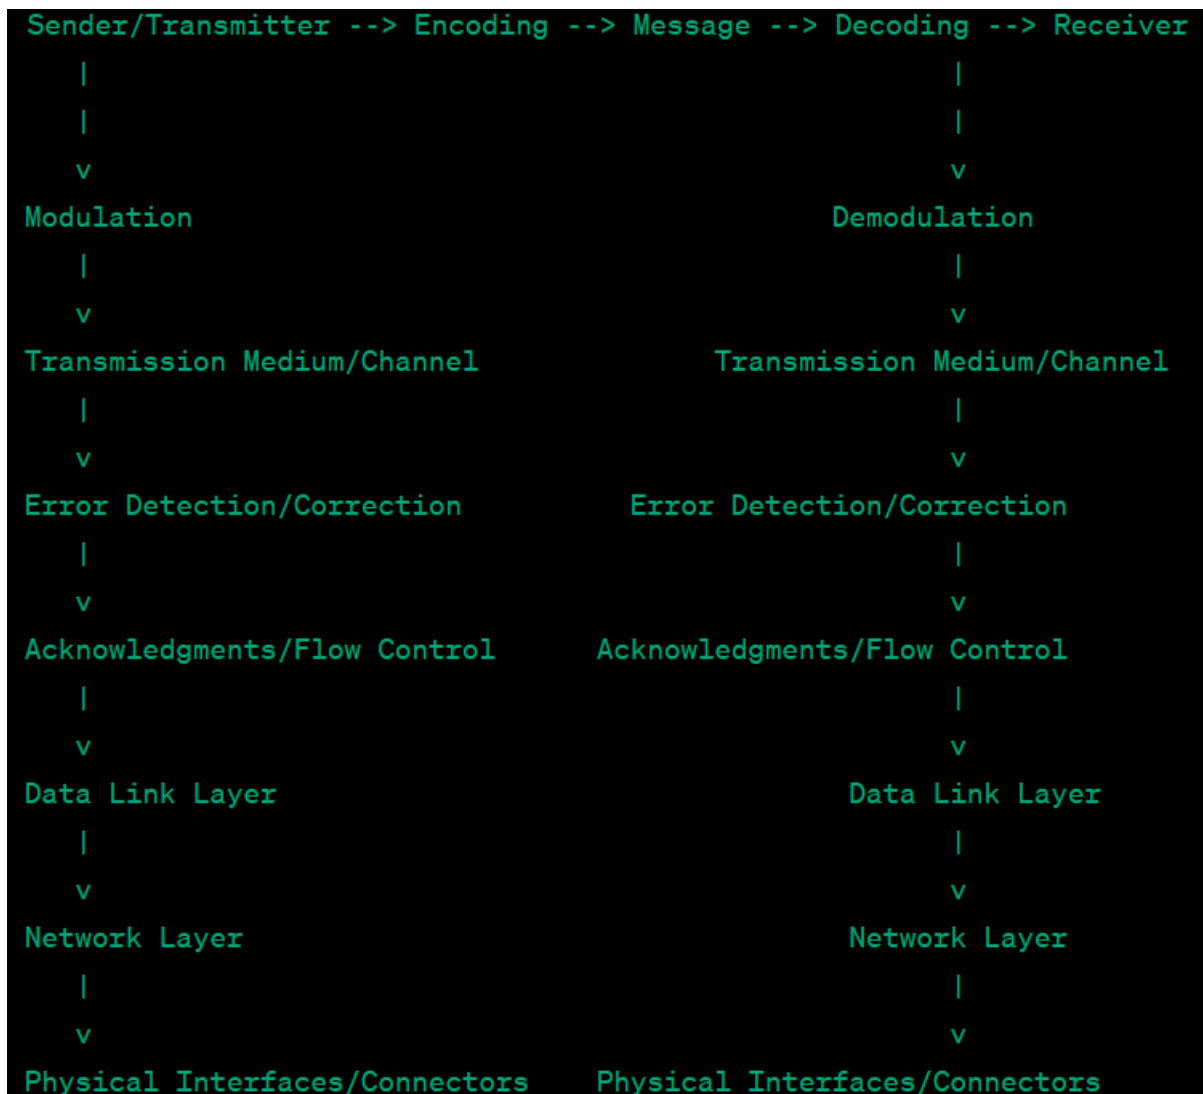 Sender/Transmitter --> Encoding --> Message --> Decoding --> Receiver
| |
| |
v v
Modulation Demodulation
| |
v v
Transmission Medium/Channel Transmission Medium/Channel
| |
v v
Error Detection/Correction Error Detection/Correction
| |
v v
Acknowledgments/Flow Control Acknowledgments/Flow Control
| |
v v
Data Link Layer Data Link Layer
| |
v v
Network Layer Network Layer
| |
v v
Physical Interfaces/Connectors Physical Interfaces/Connectors